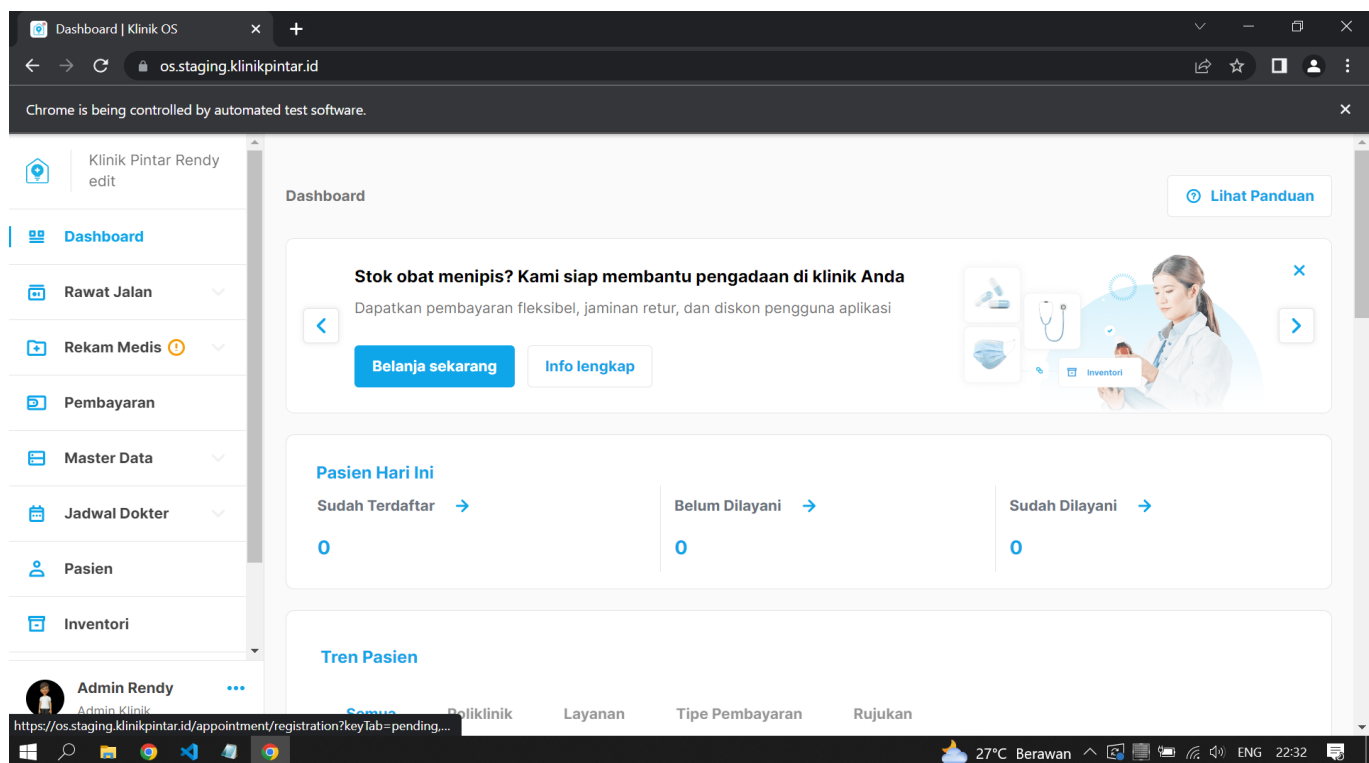 Dashboard | Klinik OS
os.staging.klinikpintar.id
Chrome is being controlled by automated test software.
Klinik Pintar Rendy
edit
Dashboard
Rawat Jalan
Rekam Medis
Pembayaran
Master Data
Jadwal Dokter
Pasien
Inventori
Admin Rendy
Admin Klinik
https://os.staging.klinikpintar.id/appointment/registration?keyTab=pending,...
Dashboard
Lihat Panduan
Stok obat menipis? Kami siap membantu pengadaan di klinik Anda
Dapatkan pembayaran fleksibel, jaminan retur, dan diskon pengguna aplikasi
Belanja sekarang
Info lengkap
Inventori
Pasien Hari Ini
Sudah Terdaftar
Belum Dilayani
Sudah Dilayani
0
0
0
Tren Pasien
Semua
Poliklinik
Layanan
Tipe Pembayaran
Rujukan
27°C Berawan
ENG
22:32